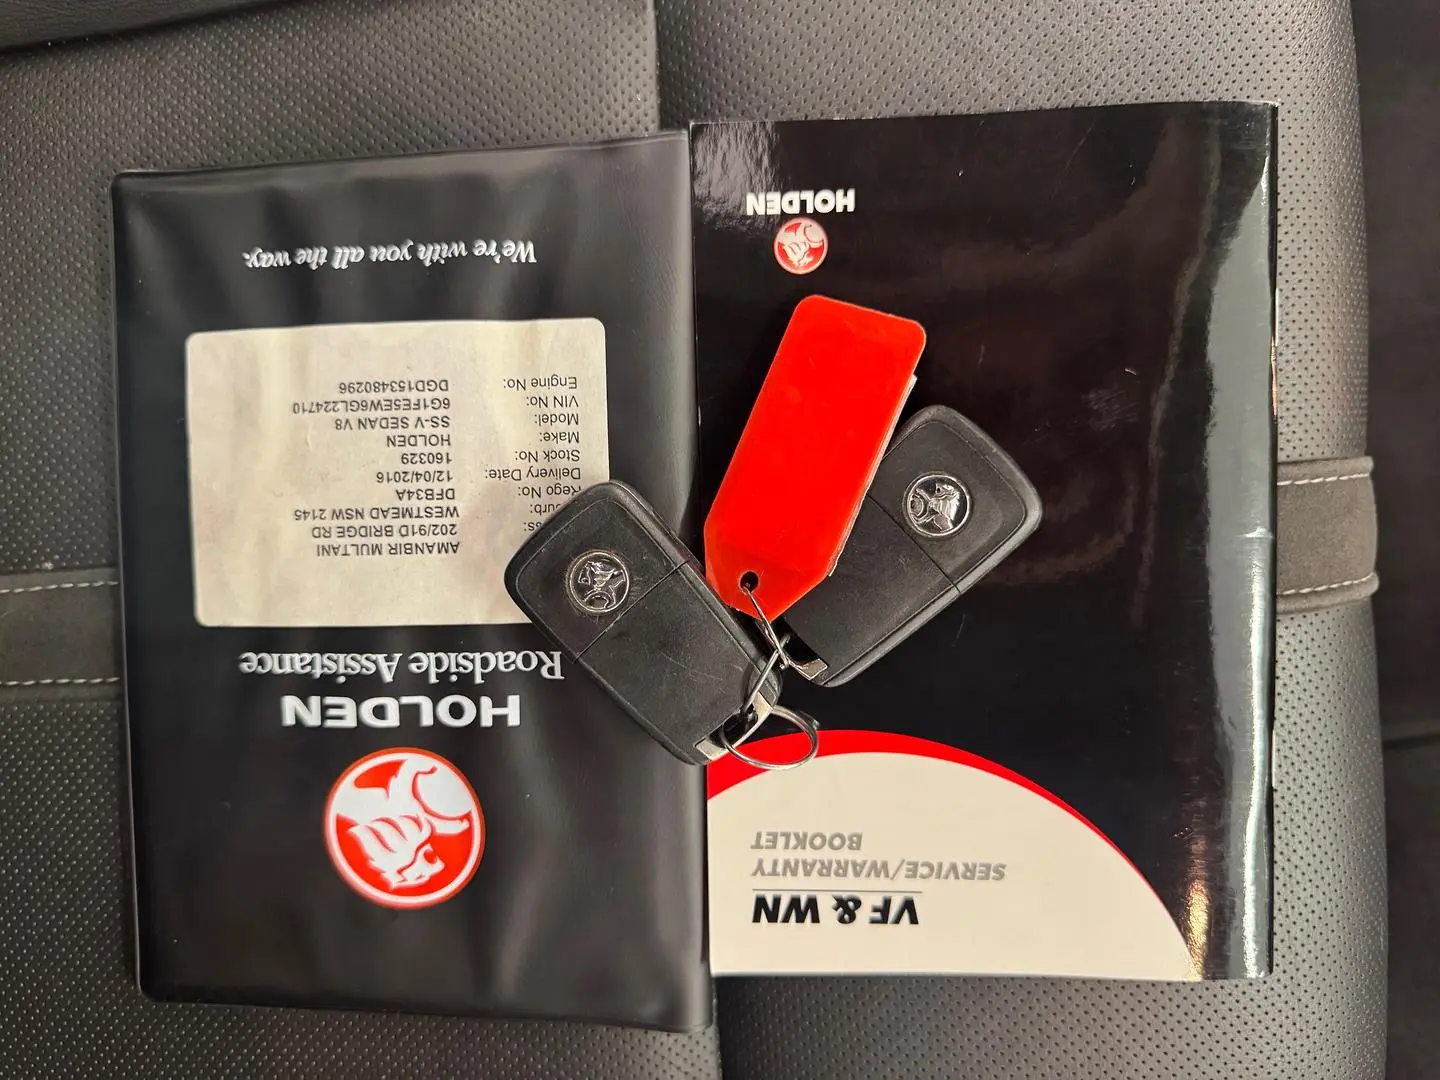 HOLDEN
Roadside Assistance
AMANBIR MULTANI
202/91D BRIDGE RD
WESTMEAD NSW 2145
Rego No: DFB34A
Delivery Date: 12/04/2016
Stock No: 160329
Make: HOLDEN
Model: SS-V SEDAN V8
VIN No: 6G1FE5EW6GL224710
Engine No: DGD153480296
We're with you all the way.
VF & WN
SERVICE/WARRANTY
BOOKLET
HOLDEN